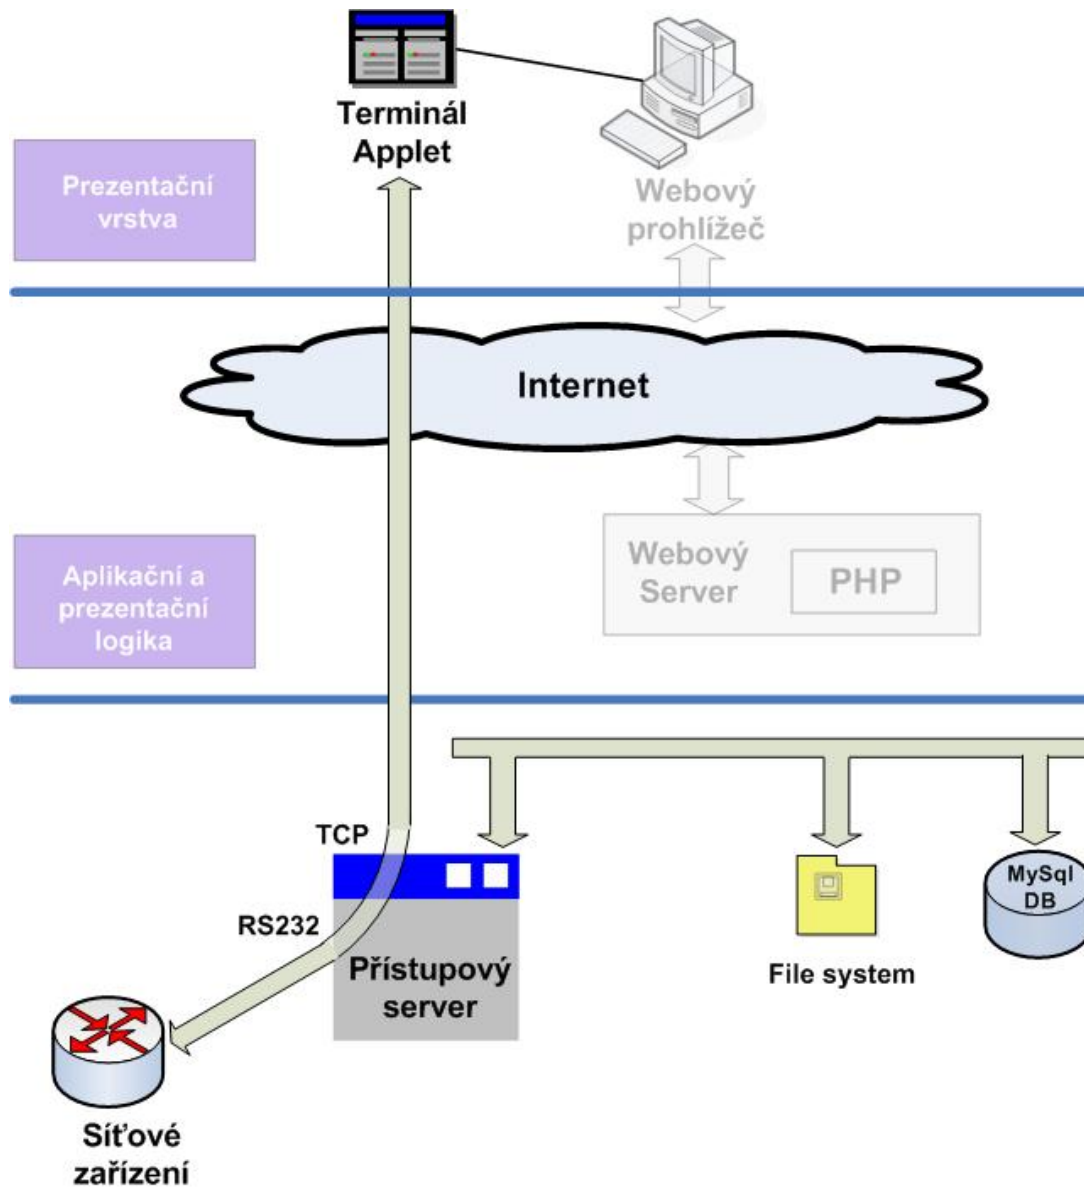 Terminál
Applet
Prezentační
vrstva
Webový
prohlížeč
Internet
Aplikační a
prezentační
logika
Webový
Server
PHP
TCP
RS232
Přístupový
server
File system
MySql
DB
Síťové
zařízení